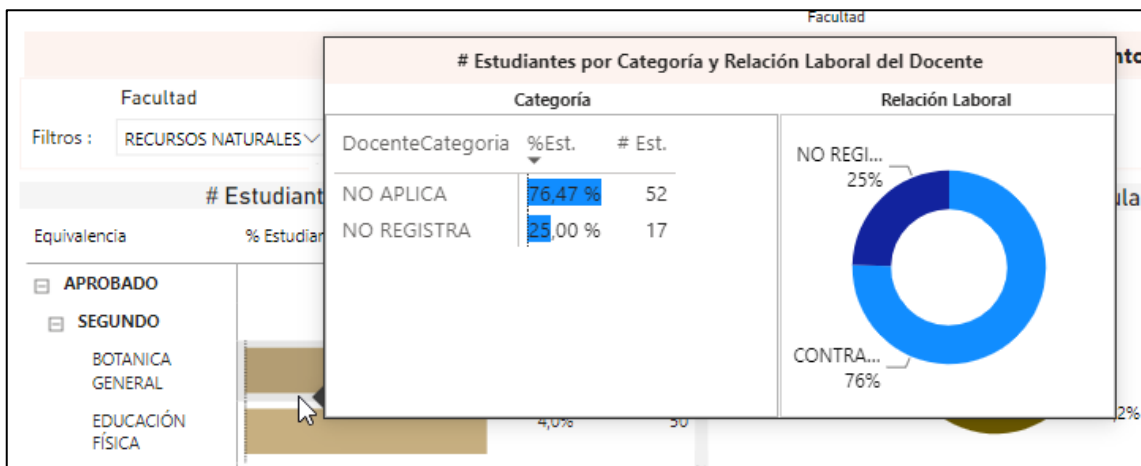 Facultad
# Estudiantes por Categoría y Relación Laboral del Docente
Facultad
Filtros :
RECURSOS NATURALES
Categoría
DocenteCategoria %Est. # Est.
NO APLICA 76,47 % 52
NO REGISTRA 25,00 % 17
Relación Laboral
NO REGI...
25%
CONTRA...
76%
# Estudiant
Equivalencia
% Estudiar
APROBADO
SEGUNDO
BOTANICA
GENERAL
EDUCACIÓN
FÍSICA
4,0% 50
2%